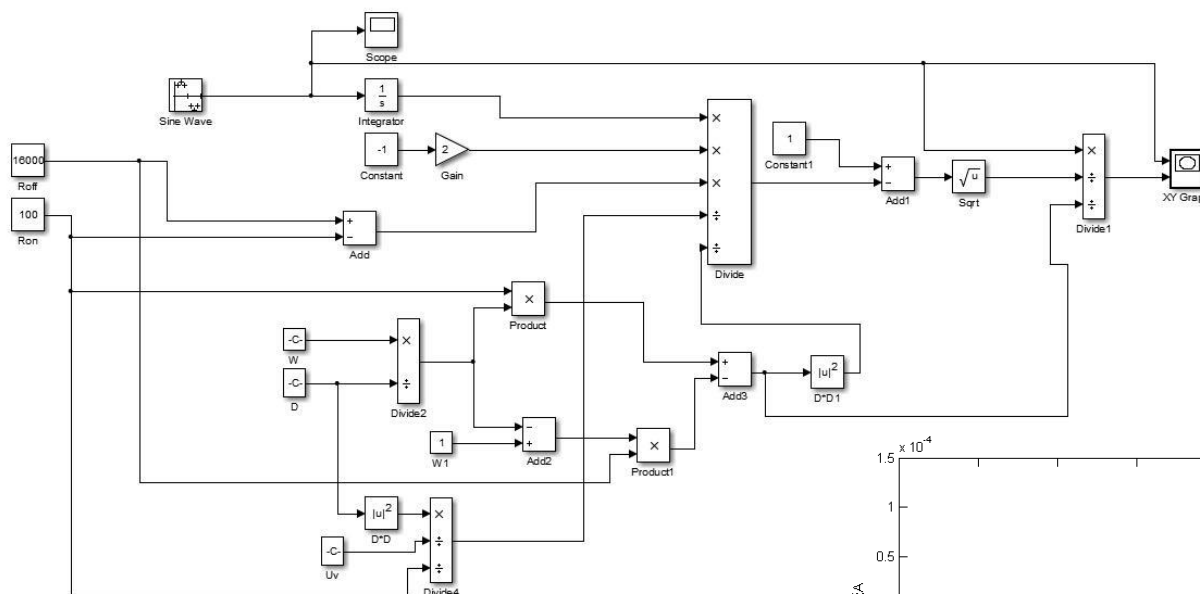 Scope
Sine Wave
1
s
Integrator
-1
Constant
2
Gain
16000
Roff
100
Ron
+
−
Add
×
×
×
÷
÷
Divide
1
Constant1
+
−
Add1
√u
Sqrt
×
÷
÷
Divide1
XY Grap
×
Product
-C-
W
-C-
D
×
÷
Divide2
+
−
Add3
|u|²
D*D1
1
W1
−
+
Add2
×
Product1
|u|²
D*D
-C-
Uv
×
÷
÷
Divide4
x 10⁻⁴
1.5
1
0.5